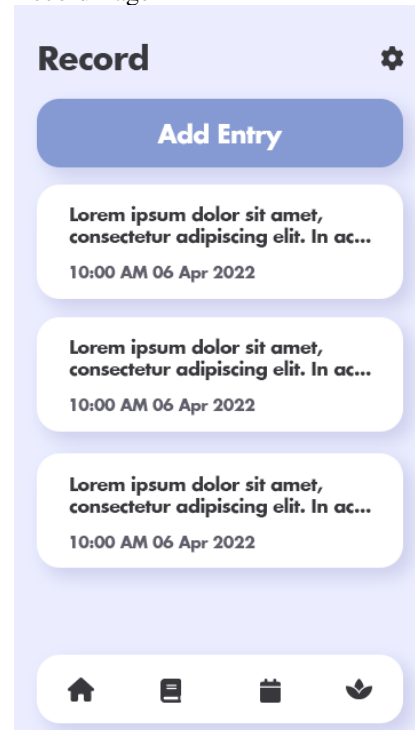 Record
Add Entry
Lorem ipsum dolor sit amet,
consectetur adipiscing elit. In ac...
10:00 AM 06 Apr 2022
Lorem ipsum dolor sit amet,
consectetur adipiscing elit. In ac...
10:00 AM 06 Apr 2022
Lorem ipsum dolor sit amet,
consectetur adipiscing elit. In ac...
10:00 AM 06 Apr 2022